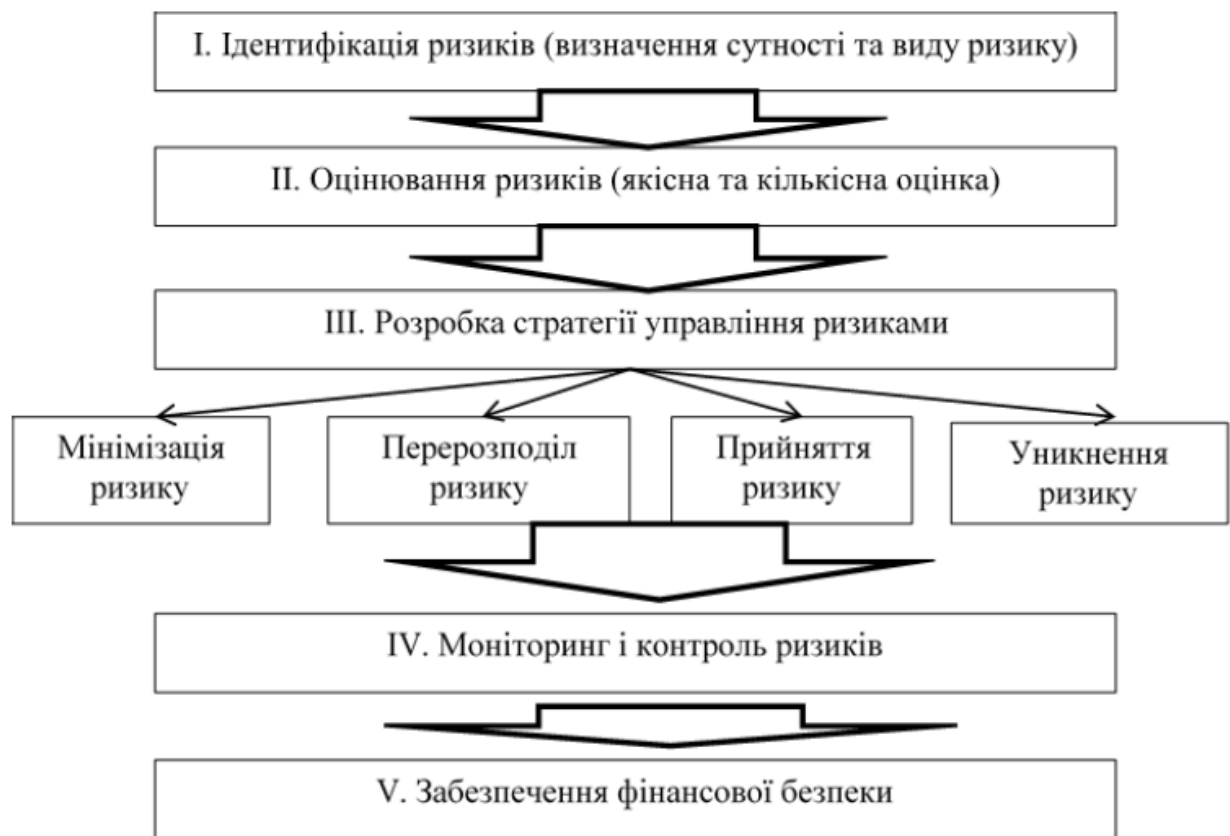 I. Ідентифікація ризиків (визначення сутності та виду ризику)
II. Оцінювання ризиків (якісна та кількісна оцінка)
III. Розробка стратегії управління ризиками
Мінімізація
ризику
Перерозподіл
ризику
Прийняття
ризику
Уникнення
ризику
IV. Моніторинг і контроль ризиків
V. Забезпечення фінансової безпеки